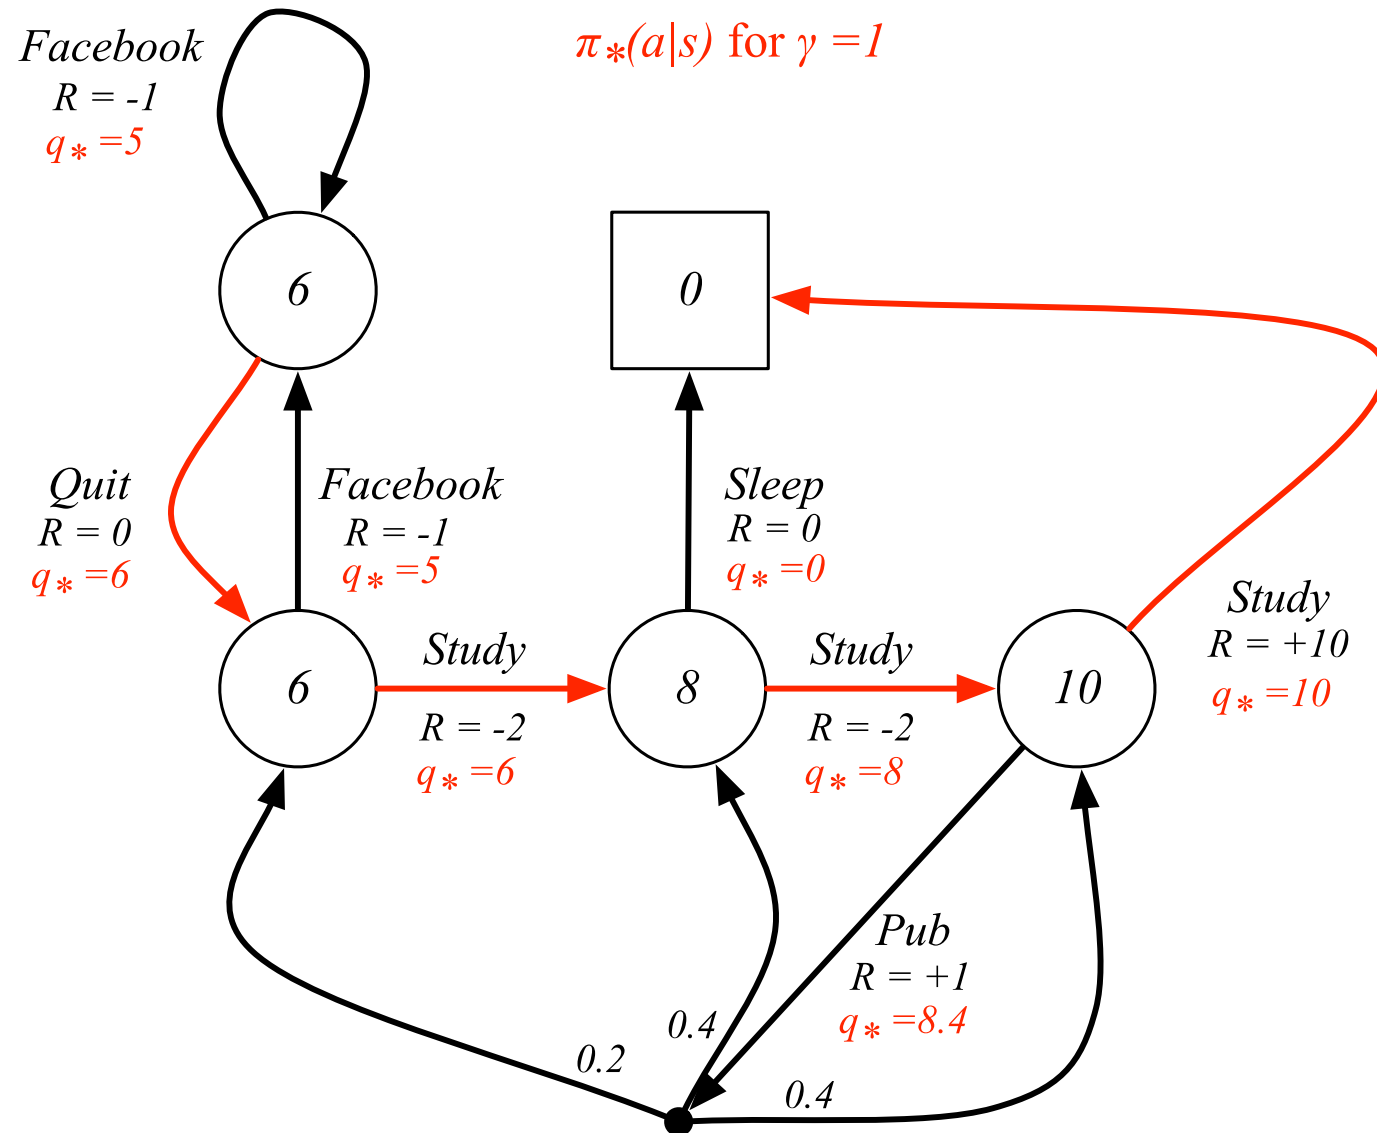 π*(a|s) for γ =1
Facebook
R = -1
q* =5
6
0
Quit
R = 0
q* =6
Facebook
R = -1
q* =5
Sleep
R = 0
q* =0
Study
R = +10
q* =10
6
Study
R = -2
q* =6
8
Study
R = -2
q* =8
10
Pub
R = +1
q* =8.4
0.2
0.4
0.4